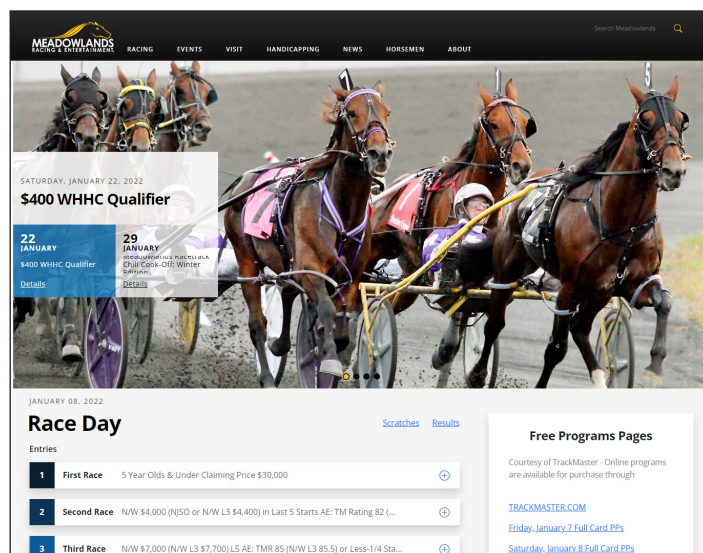 Search Meadowlands
MEADOWLANDS
RACING & ENTERTAINMENT.
RACING EVENTS VISIT HANDICAPPING NEWS HORSEMEN ABOUT
SATURDAY, JANUARY 22, 2022
$400 WHHC Qualifier
22
JANUARY
$400 WHHC Qualifier
Details
29
JANUARY
Meadowlands Racetrack
Chili Cook-Off: Winter
Edition
Details
JANUARY 08, 2022
Race Day
Scratches Results
Entries
1 First Race 5 Year Olds & Under Claiming Price $30,000
2 Second Race N/W $4,000 (NJSO or N/W L3 $4,400) in Last 5 Starts AE: TM Rating 82 (...
3 Third Race N/W $7,000 (N/W L3 $7,700) L5 AE: TMR 85 (N/W L3 85.5) or Less-1/4 Sta...
Free Programs Pages
Courtesy of TrackMaster - Online programs
are available for purchase through
TRACKMASTER.COM
Friday, January 7 Full Card PPs
Saturday, January 8 Full Card PPs